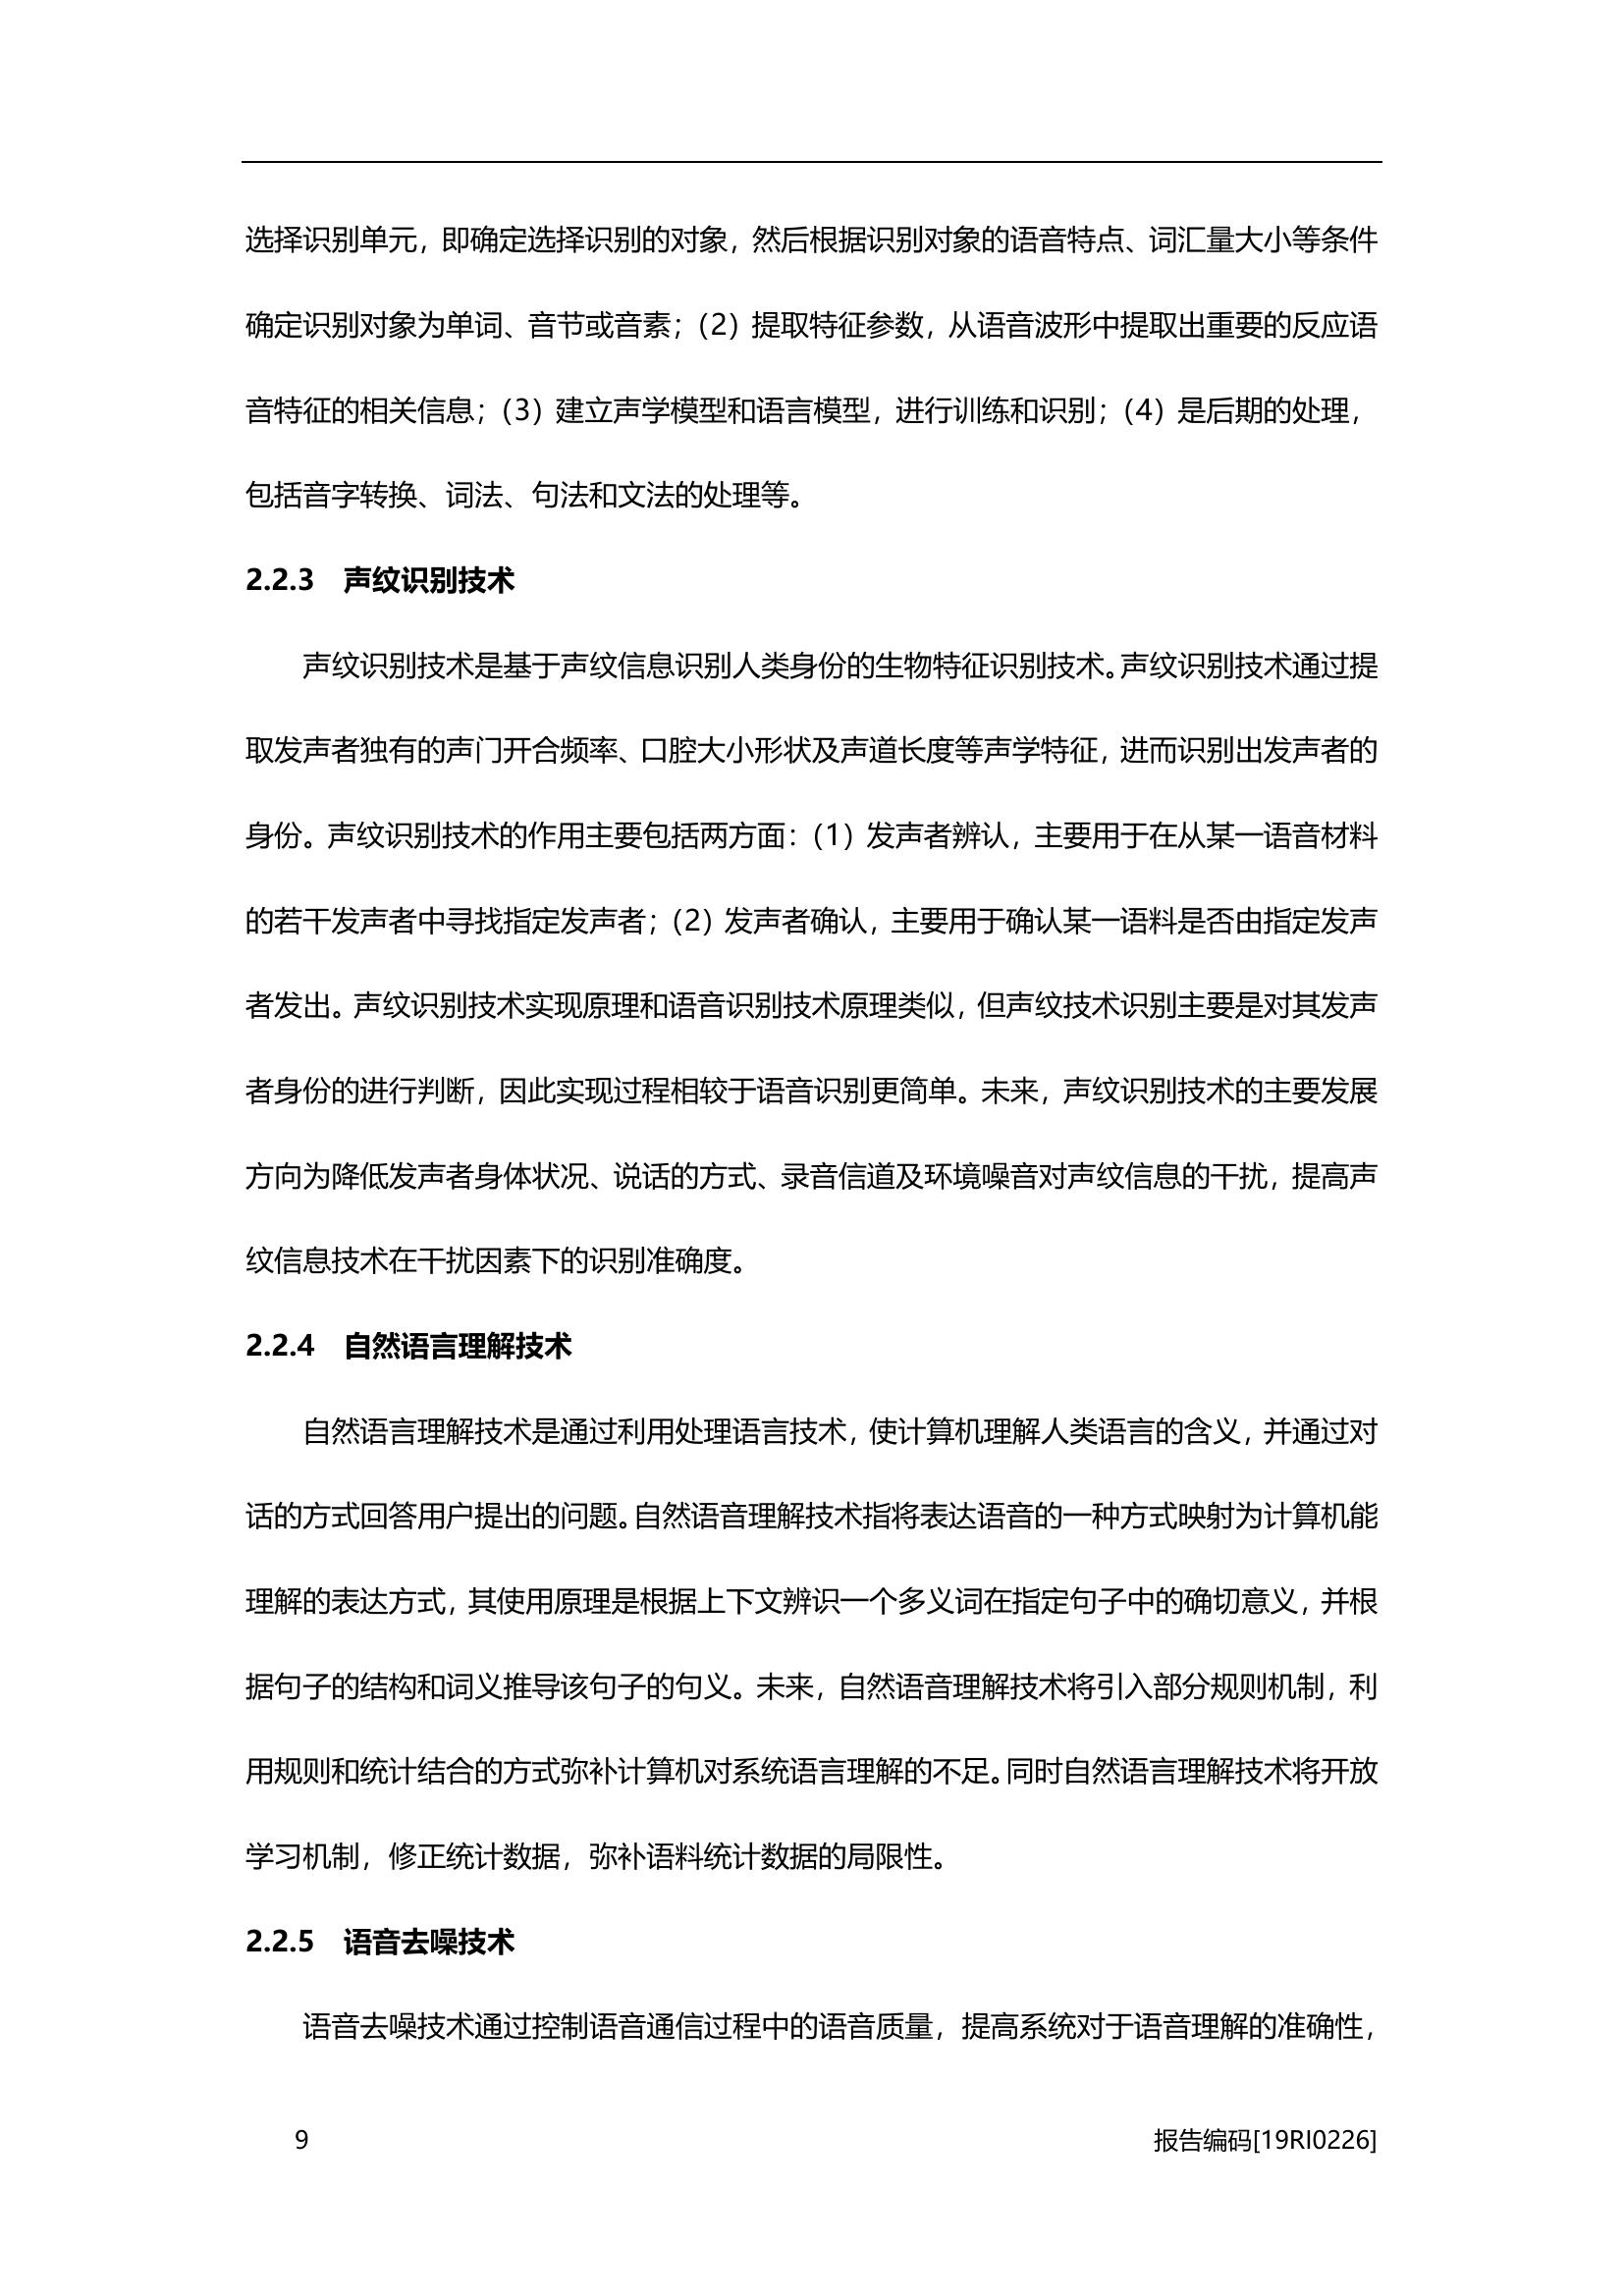 选择识别单元，即确定选择识别的对象，然后根据识别对象的语音特点、词汇量大小等条件
确定识别对象为单词、音节或音素；（2）提取特征参数，从语音波形中提取出重要的反应语
音特征的相关信息；（3）建立声学模型和语言模型，进行训练和识别；（4）是后期的处理，
包括音字转换、词法、句法和文法的处理等。
2.2.3 声纹识别技术
声纹识别技术是基于声纹信息识别人类身份的生物特征识别技术。声纹识别技术通过提
取发声者独有的声门开合频率、口腔大小形状及声道长度等声学特征，进而识别出发声者的
身份。声纹识别技术的作用主要包括两方面：（1）发声者辨认，主要用于在从某一语音材料
的若干发声者中寻找指定发声者；（2）发声者确认，主要用于确认某一语料是否由指定发声
者发出。声纹识别技术实现原理和语音识别技术原理类似，但声纹技术识别主要是对其发声
者身份的进行判断，因此实现过程相较于语音识别更简单。未来，声纹识别技术的主要发展
方向为降低发声者身体状况、说话的方式、录音信道及环境噪音对声纹信息的干扰，提高声
纹信息技术在干扰因素下的识别准确度。
2.2.4 自然语言理解技术
自然语言理解技术是通过利用处理语言技术，使计算机理解人类语言的含义，并通过对
话的方式回答用户提出的问题。自然语音理解技术指将表达语音的一种方式映射为计算机能
理解的表达方式，其使用原理是根据上下文辨识一个多义词在指定句子中的确切意义，并根
据句子的结构和词义推导该句子的句义。未来，自然语音理解技术将引入部分规则机制，利
用规则和统计结合的方式弥补计算机对系统语言理解的不足。同时自然语言理解技术将开放
学习机制，修正统计数据，弥补语料统计数据的局限性。
2.2.5 语音去噪技术
语音去噪技术通过控制语音通信过程中的语音质量，提高系统对于语音理解的准确性，
9
报告编码[19RI0226]